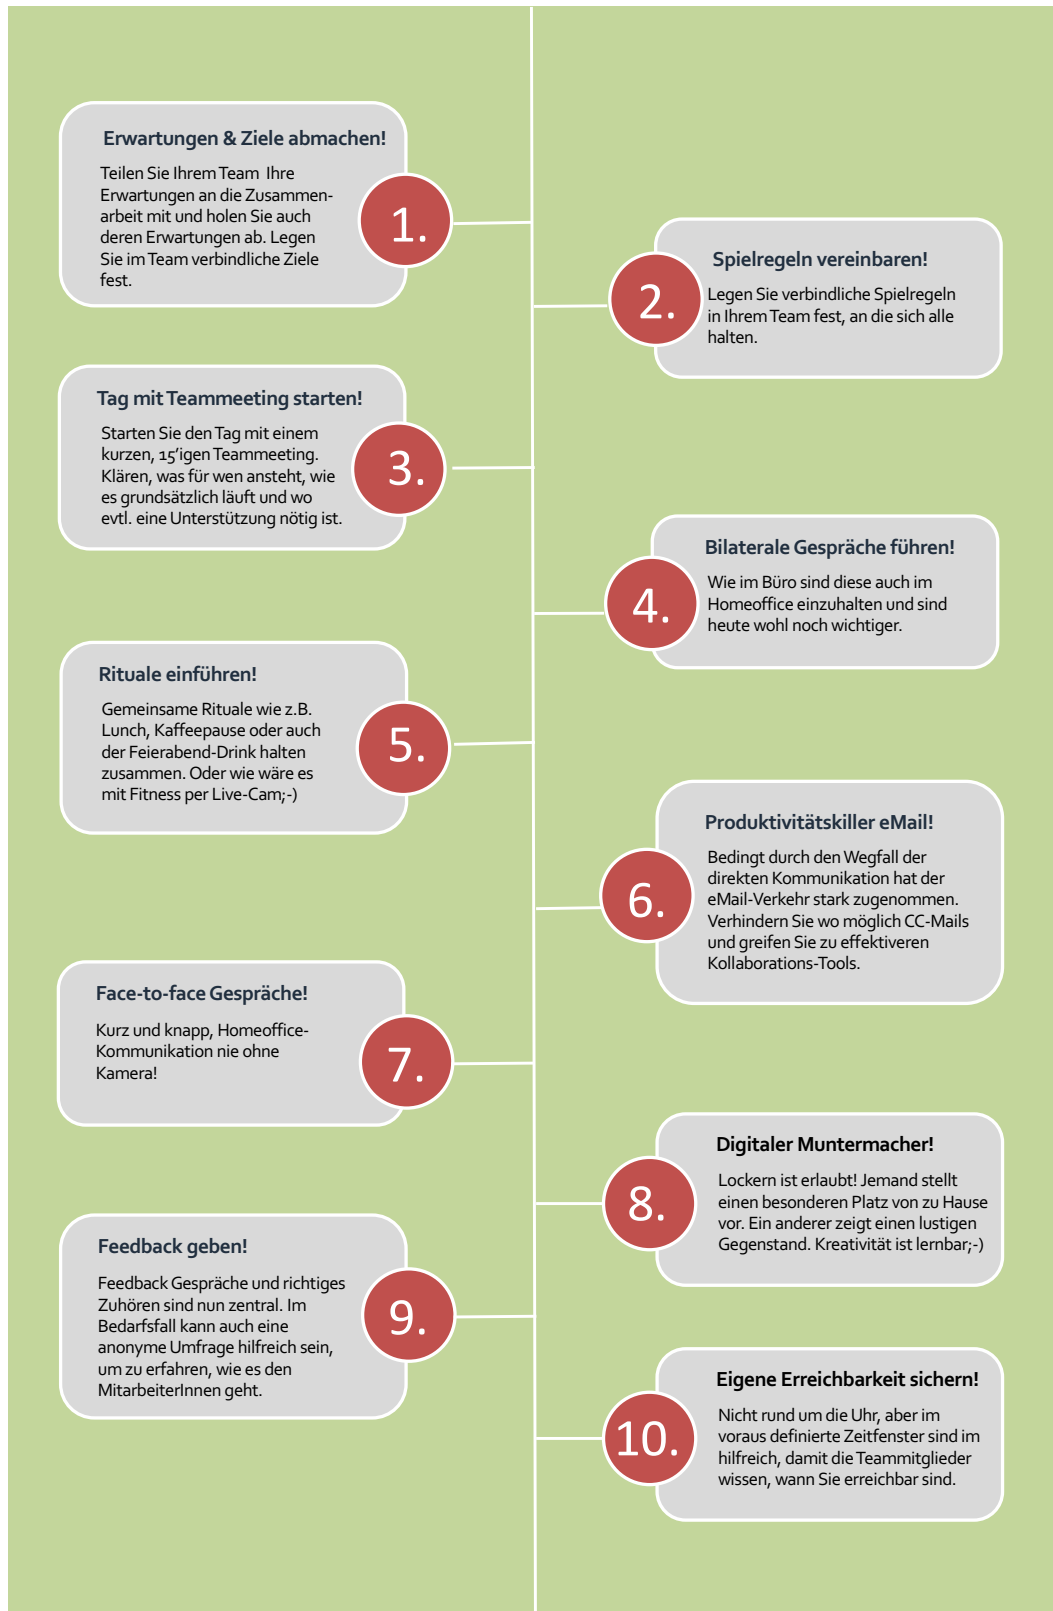 Erwartungen & Ziele abmachen!
Teilen Sie Ihrem Team Ihre
Erwartungen an die Zusammen-
arbeit mit und holen Sie auch
deren Erwartungen ab. Legen
Sie im Team verbindliche Ziele
fest.
1.
Spielregeln vereinbaren!
Legen Sie verbindliche Spielregeln
in Ihrem Team fest, an die sich alle
halten.
2.
Tag mit Teammeeting starten!
Starten Sie den Tag mit einem
kurzen, 15'igen Teammeeting.
Klären, was für wen ansteht, wie
es grundsätzlich läuft und wo
evtl. eine Unterstützung nötig ist.
3.
Bilaterale Gespräche führen!
Wie im Büro sind diese auch im
Homeoffice einzuhalten und sind
heute wohl noch wichtiger.
4.
Rituale einführen!
Gemeinsame Rituale wie z.B.
Lunch, Kaffeepause oder auch
der Feierabend-Drink halten
zusammen. Oder wie wäre es
mit Fitness per Live-Cam;-)
5.
Produktivitätskiller eMail!
Bedingt durch den Wegfall der
direkten Kommunikation hat der
eMail-Verkehr stark zugenommen.
Verhindern Sie wo möglich CC-Mails
und greifen Sie zu effektiveren
Kollaborations-Tools.
6.
Face-to-face Gespräche!
Kurz und knapp, Homeoffice-
Kommunikation nie ohne
Kamera!
7.
Digitaler Muntermacher!
Lockern ist erlaubt! Jemand stellt
einen besonderen Platz von zu Hause
vor. Ein anderer zeigt einen lustigen
Gegenstand. Kreativität ist lernbar;-)
8.
Feedback geben!
Feedback Gespräche und richtiges
Zuhören sind nun zentral. Im
Bedarfsfall kann auch eine
anonyme Umfrage hilfreich sein,
um zu erfahren, wie es den
MitarbeiterInnen geht.
9.
Eigene Erreichbarkeit sichern!
Nicht rund um die Uhr, aber im
voraus definierte Zeitfenster sind im
hilfreich, damit die Teammitglieder
wissen, wann Sie erreichbar sind.
10.